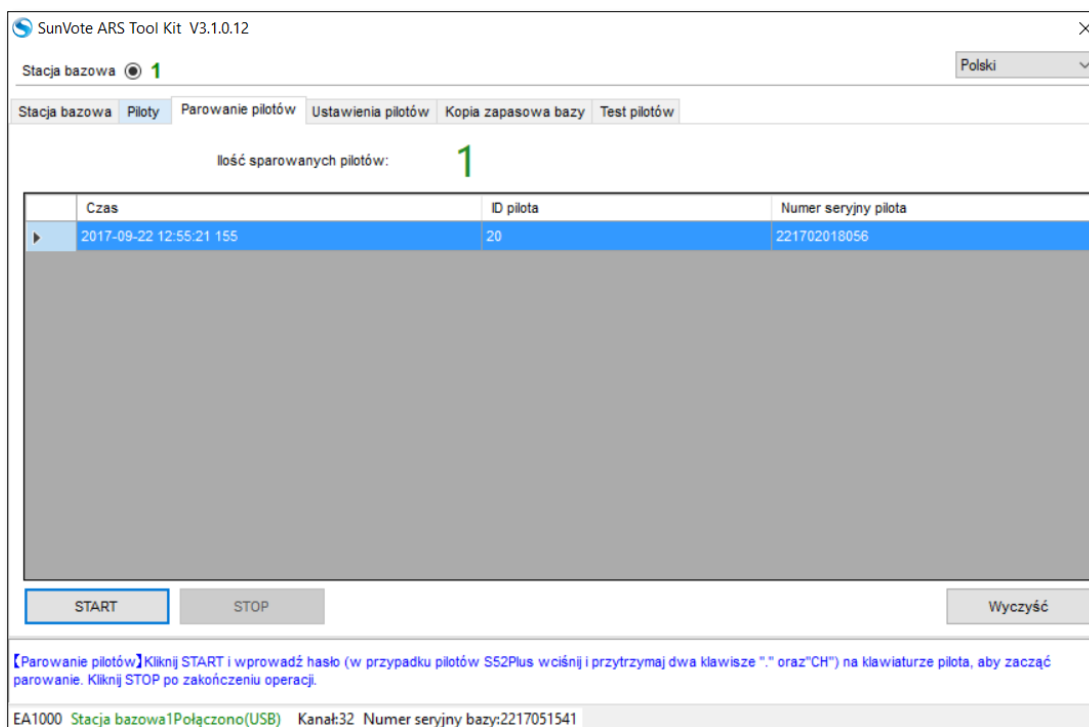 SunVote ARS Tool Kit V3.1.0.12
Stacja bazowa 1 Polski
Stacja bazowa Piloty Parowanie pilotów Ustawienia pilotów Kopia zapasowa bazy Test pilotów
Ilość sparowanych pilotów: 1
Czas ID pilota Numer seryjny pilota
2017-09-22 12:55:21 155 20 221702018056
START STOP Wyczyść
【Parowanie pilotów】Kliknij START i wprowadź hasło (w przypadku pilotów S52Plus wciśnij i przytrzymaj dwa klawisze "." oraz"CH") na klawiaturze pilota, aby zacząć
parowanie. Kliknij STOP po zakończeniu operacji.
EA1000 Stacja bazowa1Połączono(USB) Kanał:32 Numer seryjny bazy:2217051541